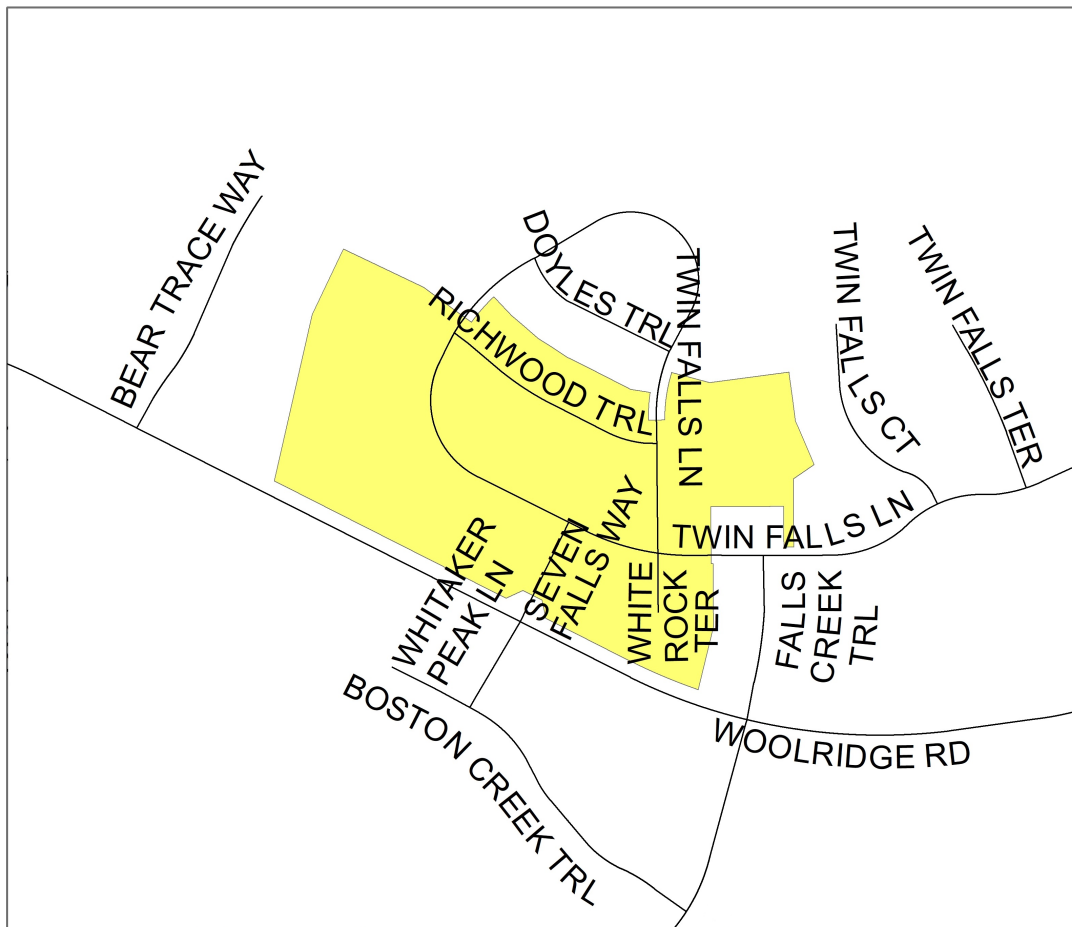 BEAR TRACE WAY
DOYLES TRL
RICHWOOD TRL
TWIN FALLS LN
TWIN FALLS CT
TWIN FALLS TER
TWIN FALLS LN
WHITAKER
PEAK LN
SEVEN
FALLS WAY
WHITE
ROCK
TER
FALLS
CREEK
TRL
BOSTON CREEK TRL
WOOLRIDGE RD